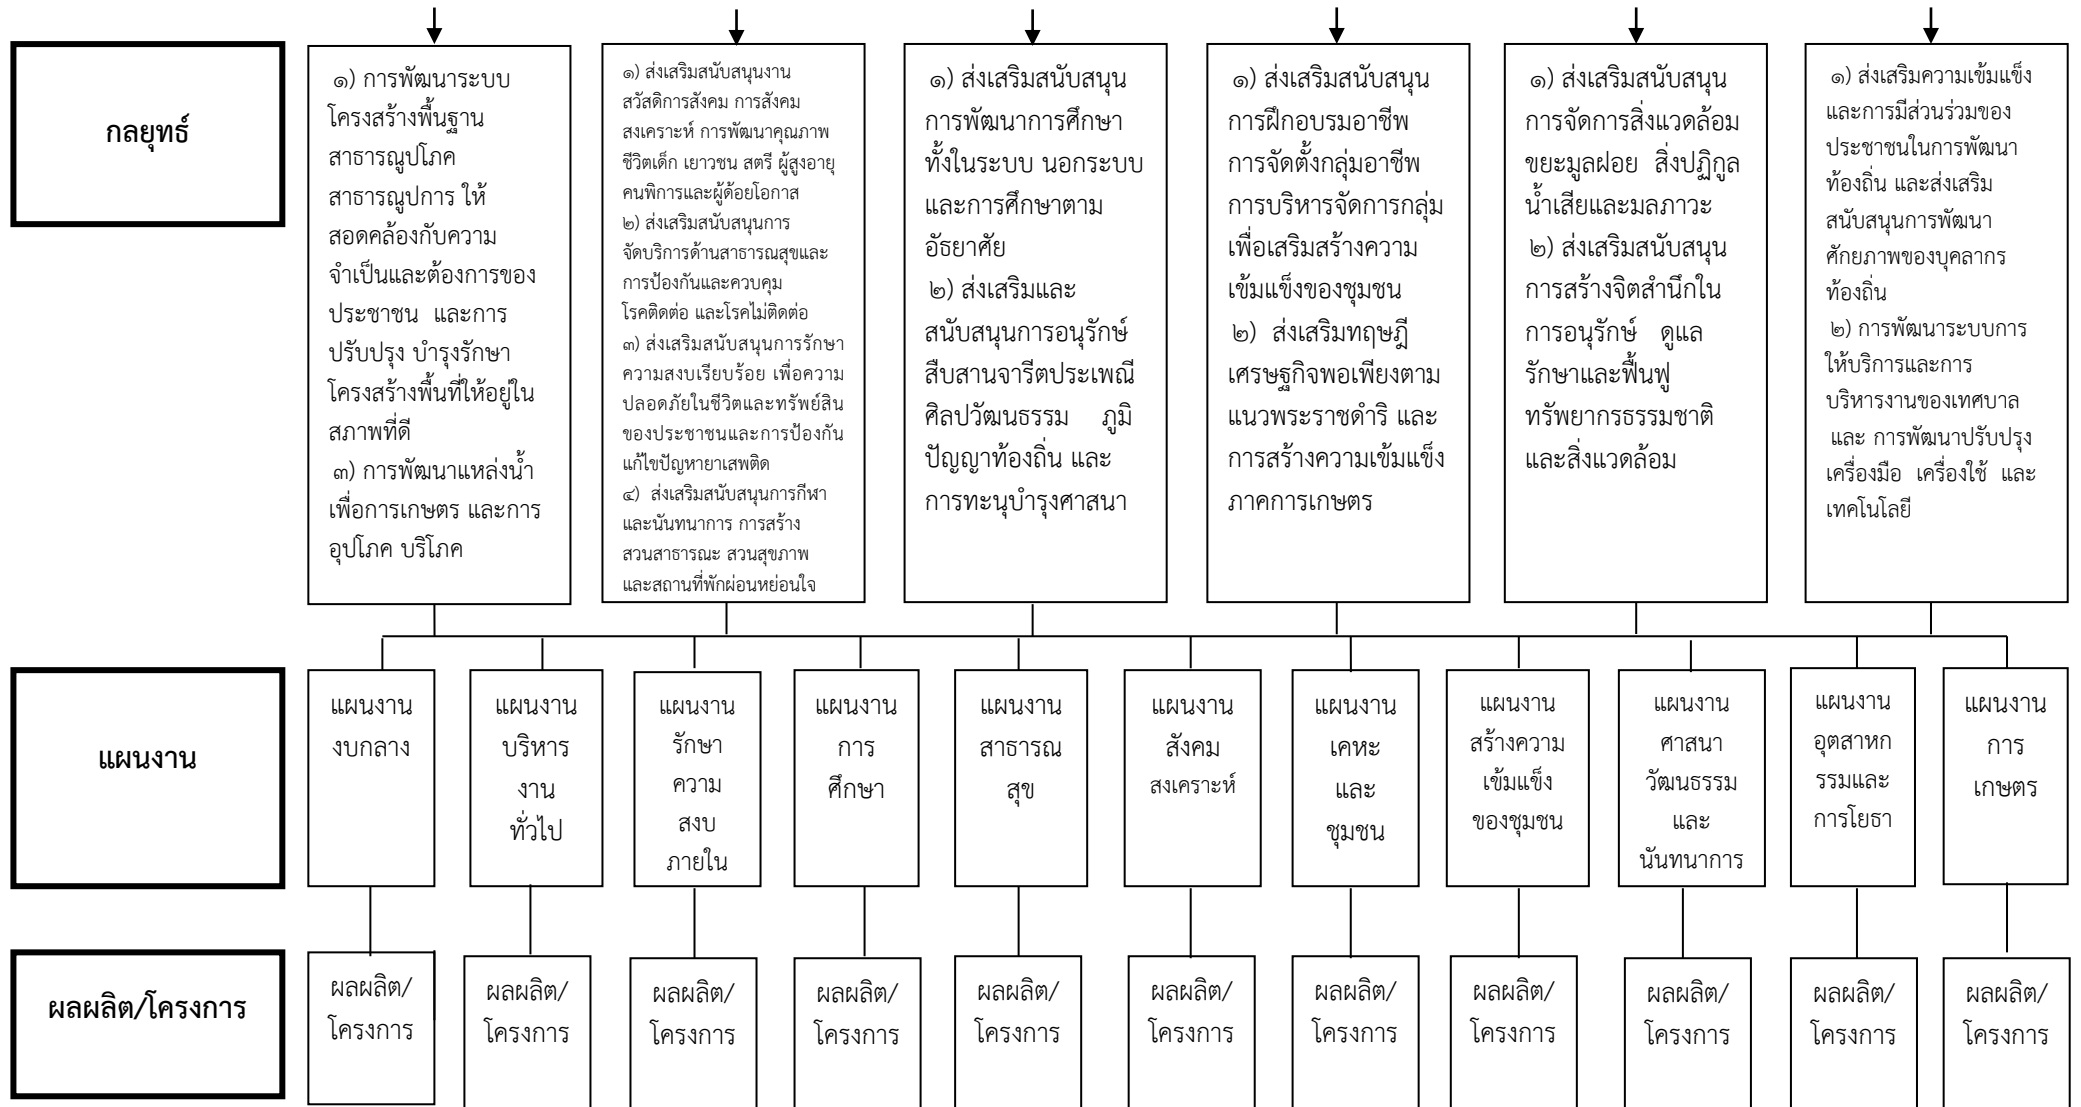 กลยุทธ์
๑) การพัฒนาระบบ
โครงสร้างพื้นฐาน
สาธารณูปโภค
สาธารณูปการ ให้
สอดคล้องกับความ
จำเป็นและต้องการของ
ประชาชน และการ
ปรับปรุง บำรุงรักษา
โครงสร้างพื้นที่ให้อยู่ใน
สภาพที่ดี
๓) การพัฒนาแหล่งน้ำ
เพื่อการเกษตร และการ
อุปโภค บริโภค
๑) ส่งเสริมสนับสนุนงาน
สวัสดิการสังคม การสังคม
สงเคราะห์ การพัฒนาคุณภาพ
ชีวิตเด็ก เยาวชน สตรี ผู้สูงอายุ
คนพิการและผู้ด้อยโอกาส
๒) ส่งเสริมสนับสนุนการ
จัดบริการด้านสาธารณสุขและ
การป้องกันและควบคุม
โรคติดต่อ และโรคไม่ติดต่อ
๓) ส่งเสริมสนับสนุนการรักษา
ความสงบเรียบร้อย เพื่อความ
ปลอดภัยในชีวิตและทรัพย์สิน
ของประชาชนและการป้องกัน
แก้ไขปัญหายาเสพติด
๔) ส่งเสริมสนับสนุนการกีฬา
และนันทนาการ การสร้าง
สวนสาธารณะ สวนสุขภาพ
และสถานที่พักผ่อนหย่อนใจ
๑) ส่งเสริมสนับสนุน
การพัฒนาการศึกษา
ทั้งในระบบ นอกระบบ
และการศึกษาตาม
อัธยาศัย
๒) ส่งเสริมและ
สนับสนุนการอนุรักษ์
สืบสานจารีตประเพณี
ศิลปวัฒนธรรม ภูมิ
ปัญญาท้องถิ่น และ
การทะนุบำรุงศาสนา
๑) ส่งเสริมสนับสนุน
การฝึกอบรมอาชีพ
การจัดตั้งกลุ่มอาชีพ
การบริหารจัดการกลุ่ม
เพื่อเสริมสร้างความ
เข้มแข็งของชุมชน
๒) ส่งเสริมทฤษฎี
เศรษฐกิจพอเพียงตาม
แนวพระราชดำริ และ
การสร้างความเข้มแข็ง
ภาคการเกษตร
๑) ส่งเสริมสนับสนุน
การจัดการสิ่งแวดล้อม
ขยะมูลฝอย สิ่งปฏิกูล
น้ำเสียและมลภาวะ
๒) ส่งเสริมสนับสนุน
การสร้างจิตสำนึกใน
การอนุรักษ์ ดูแล
รักษาและฟื้นฟู
ทรัพยากรธรรมชาติ
และสิ่งแวดล้อม
๑) ส่งเสริมความเข้มแข็ง
และการมีส่วนร่วมของ
ประชาชนในการพัฒนา
ท้องถิ่น และส่งเสริม
สนับสนุนการพัฒนา
ศักยภาพของบุคลากร
ท้องถิ่น
๒) การพัฒนาระบบการ
ให้บริการและการ
บริหารงานของเทศบาล
และ การพัฒนาปรับปรุง
เครื่องมือ เครื่องใช้ และ
เทคโนโลยี
แผนงาน
แผนงาน
งบกลาง
แผนงาน
บริหาร
งาน
ทั่วไป
แผนงาน
รักษา
ความ
สงบ
ภายใน
แผนงาน
การ
ศึกษา
แผนงาน
สาธารณ
สุข
แผนงาน
สังคม
สงเคราะห์
แผนงาน
เคหะ
และ
ชุมชน
แผนงาน
สร้างความ
เข้มแข็ง
ของชุมชน
แผนงาน
ศาสนา
วัฒนธรรม
และ
นันทนาการ
แผนงาน
อุตสาหก
รรมและ
การโยธา
แผนงาน
การ
เกษตร
ผลผลิต/โครงการ
ผลผลิต/
โครงการ
ผลผลิต/
โครงการ
ผลผลิต/
โครงการ
ผลผลิต/
โครงการ
ผลผลิต/
โครงการ
ผลผลิต/
โครงการ
ผลผลิต/
โครงการ
ผลผลิต/
โครงการ
ผลผลิต/
โครงการ
ผลผลิต/
โครงการ
ผลผลิต/
โครงการ